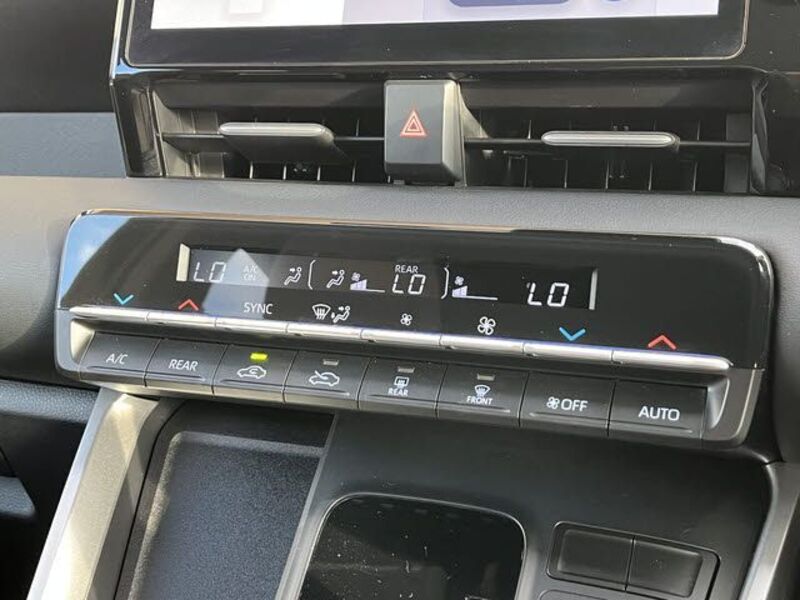 LO A/C ON REAR LO LO
SYNC
A/C REAR REAR FRONT OFF AUTO